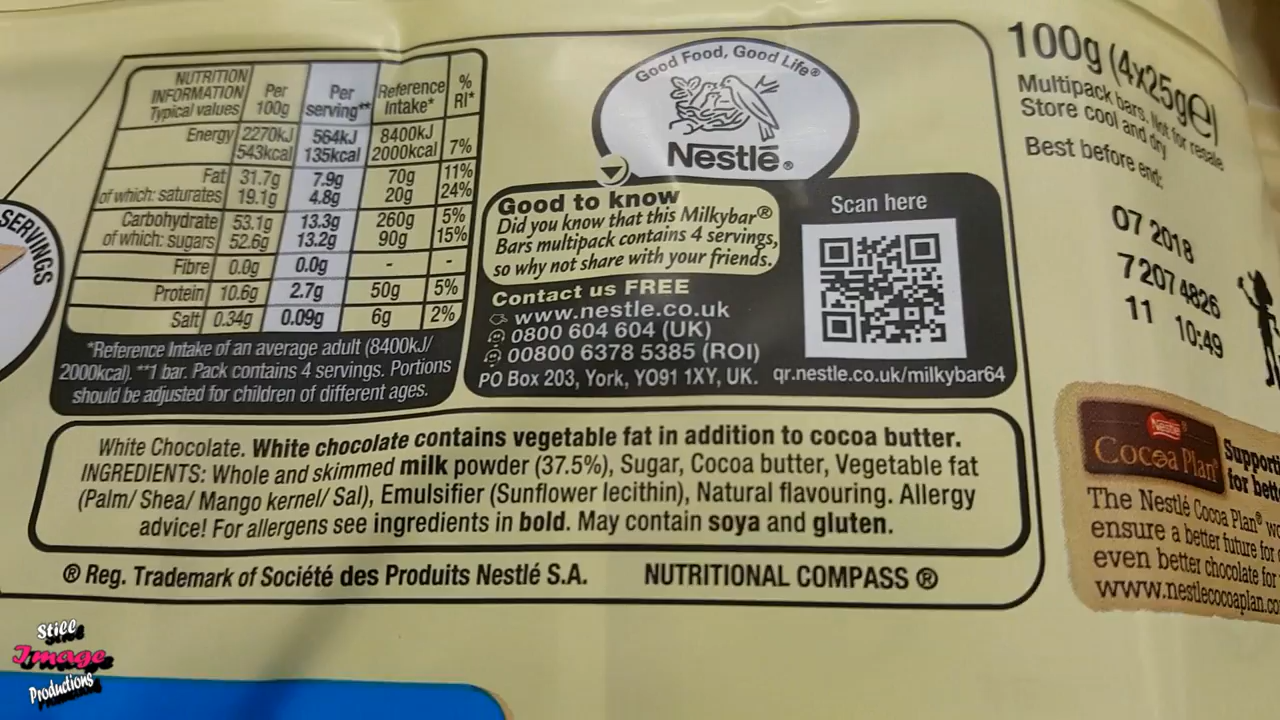 SERVINGS
NUTRITION INFORMATION Typical values Per 100g Per serving** Reference Intake* % RI*
Energy 2270kJ 564kJ 8400kJ
543kcal 135kcal 2000kcal 7%
Fat 31.7g 7.9g 70g 11%
of which: saturates 19.1g 4.8g 20g 24%
Carbohydrate 53.1g 13.3g 260g 5%
of which: sugars 52.6g 13.2g 90g 15%
Fibre 0.0g 0.0g - -
Protein 10.6g 2.7g 50g 5%
Salt 0.34g 0.09g 6g 2%
*Reference Intake of an average adult (8400kJ/
2000kcal). **1 bar. Pack contains 4 servings. Portions
should be adjusted for children of different ages.
Good Food, Good Life®
Nestlé®
Good to know
Did you know that this Milkybar®
Bars multipack contains 4 servings,
so why not share with your friends.
Contact us FREE
www.nestle.co.uk
0800 604 604 (UK)
00800 6378 5385 (ROI)
PO Box 203, York, YO91 1XY, UK.
Scan here
qr.nestle.co.uk/milkybar64
White Chocolate. White chocolate contains vegetable fat in addition to cocoa butter.
INGREDIENTS: Whole and skimmed milk powder (37.5%), Sugar, Cocoa butter, Vegetable fat
(Palm/ Shea/ Mango kernel/ Sal), Emulsifier (Sunflower lecithin), Natural flavouring. Allergy
advice! For allergens see ingredients in bold. May contain soya and gluten.
® Reg. Trademark of Société des Produits Nestlé S.A. NUTRITIONAL COMPASS ®
100g (4x25g℮)
Multipack bars. Not for resale
Store cool and dry
Best before end:
07 2018
7207 4826
11 10:49
Nestlé®
Cocoa Plan®
Supporti
for bett
The Nestlé Cocoa Plan® wo
ensure a better future for
even better chocolate for
www.nestlecocoaplan.co
Still
Image
Productions